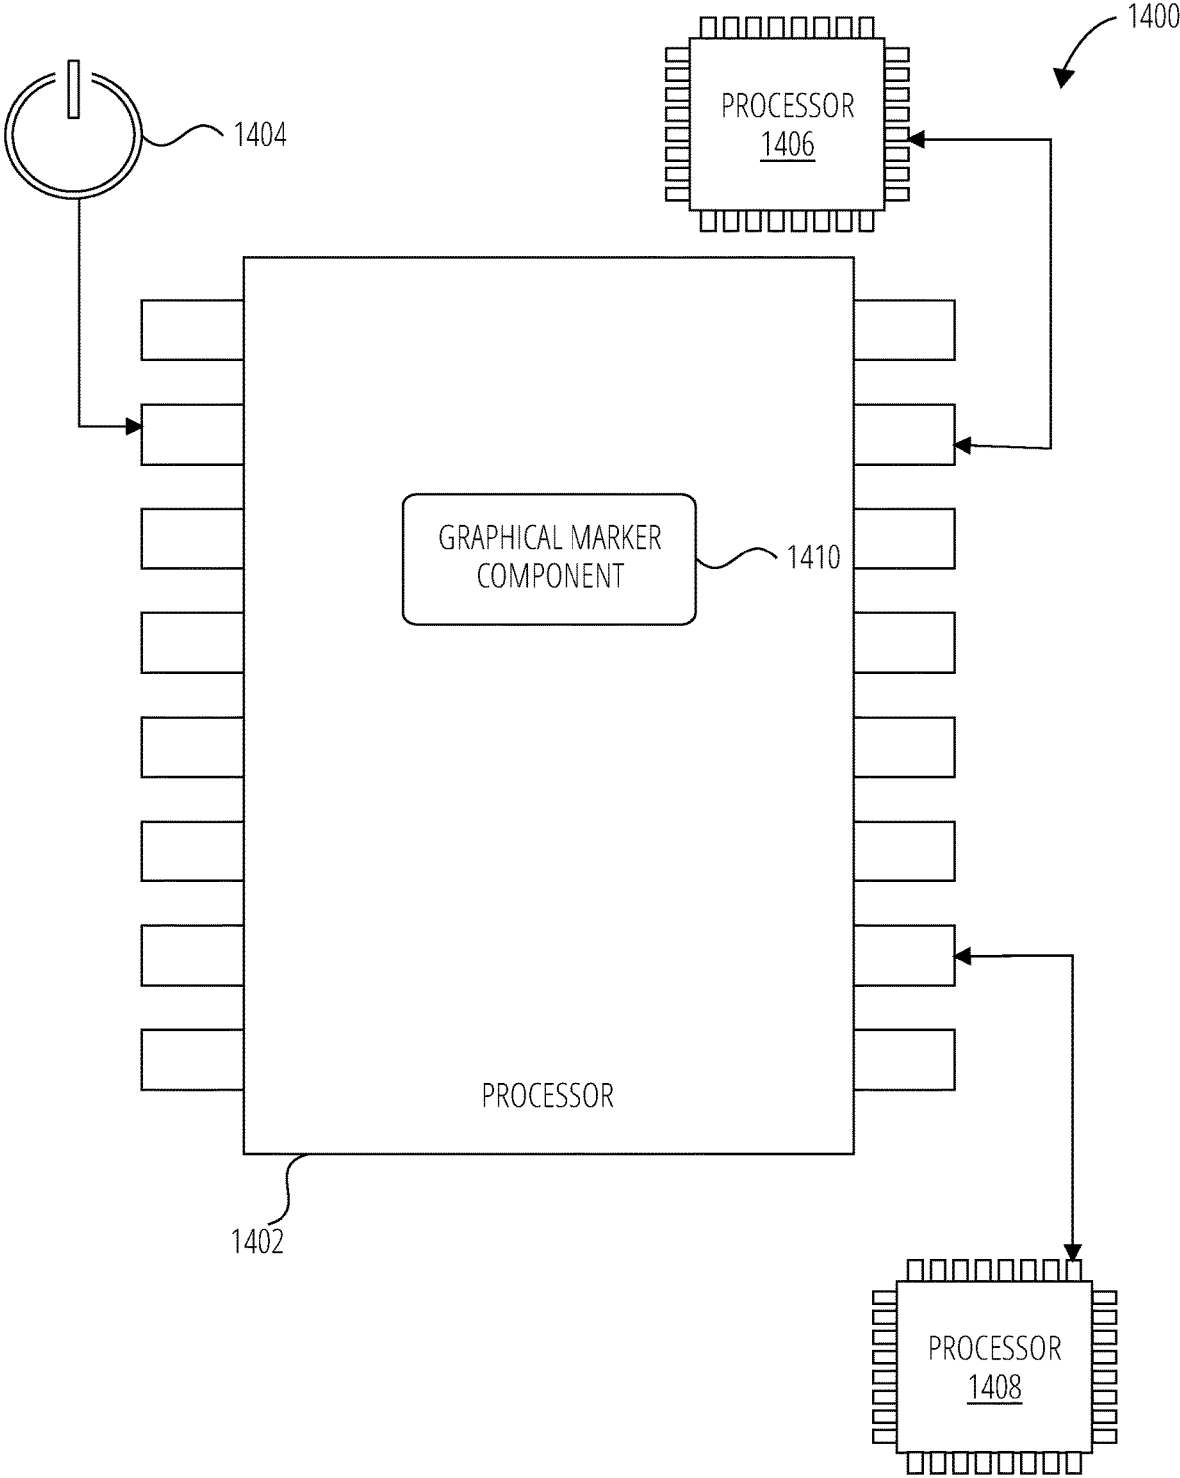 1400
PROCESSOR
1406
1404
GRAPHICAL MARKER
COMPONENT
1410
PROCESSOR
1402
PROCESSOR
1408